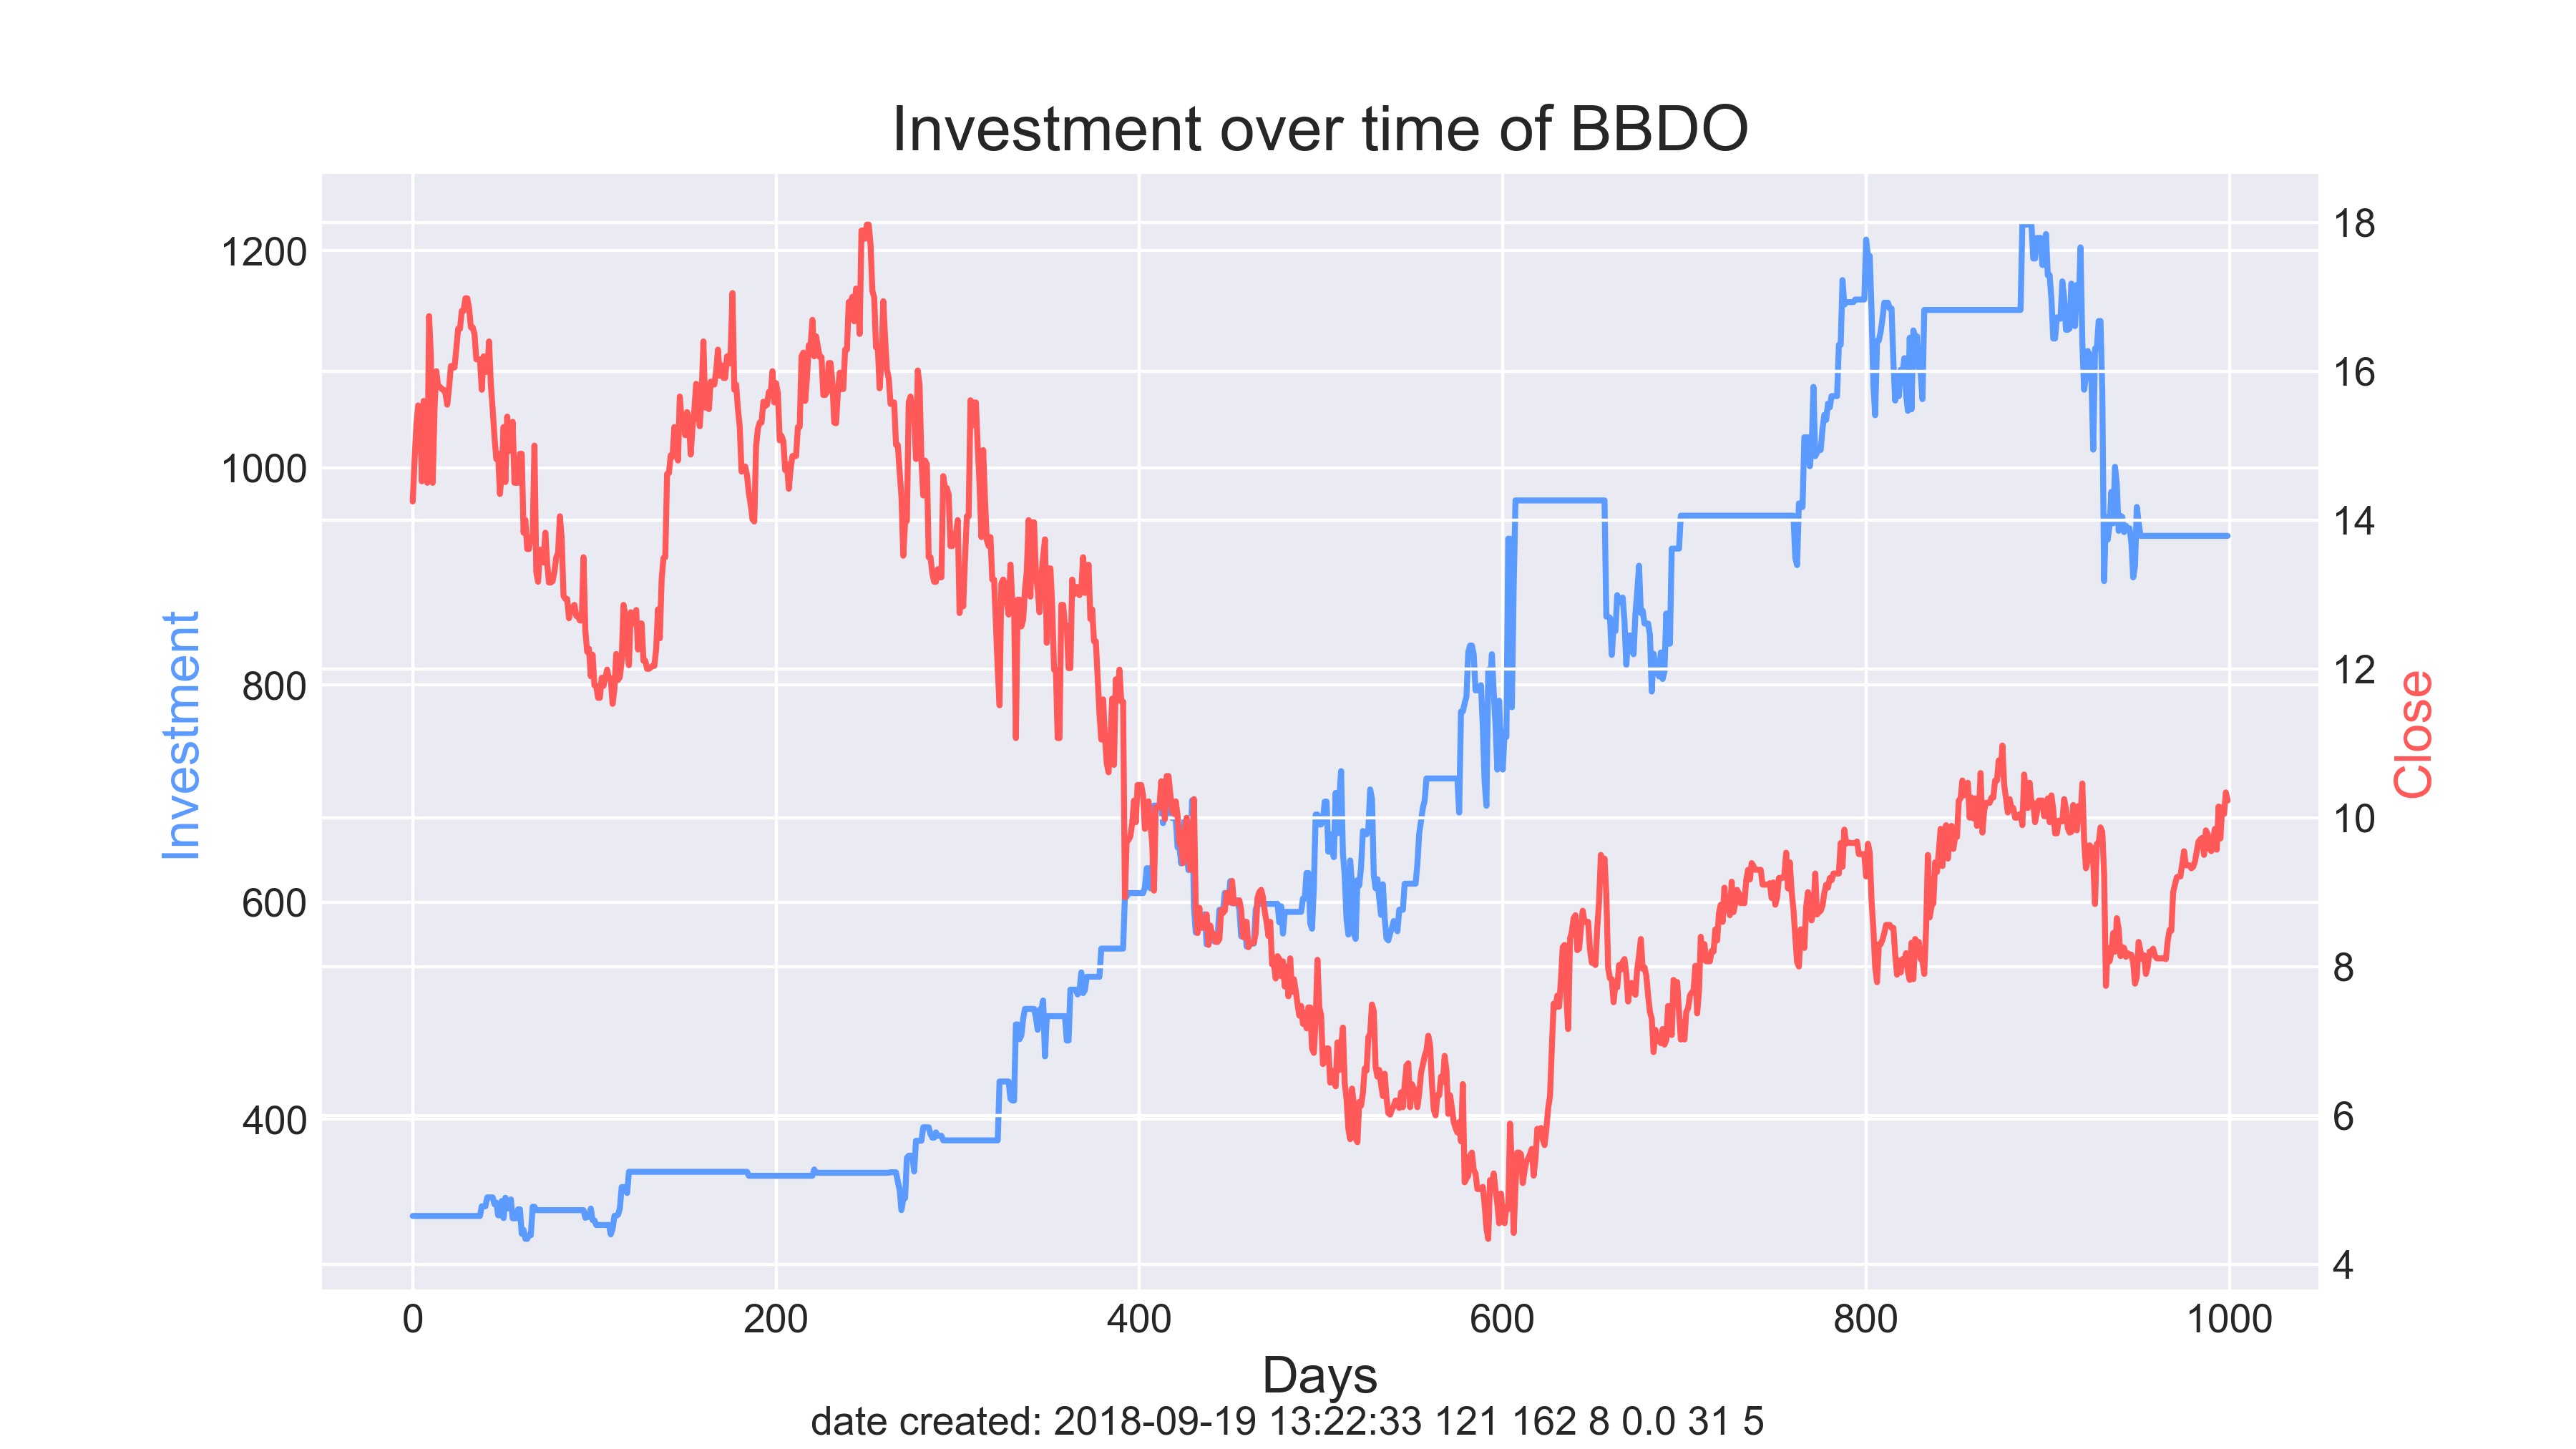 Investment over time of BBDO
1200
1000
800
600
400
Investment
18
16
14
12
10
8
6
4
Close
0 200 400 600 800 1000
Days
date created: 2018-09-19 13:22:33 121 162 8 0.0 31 5